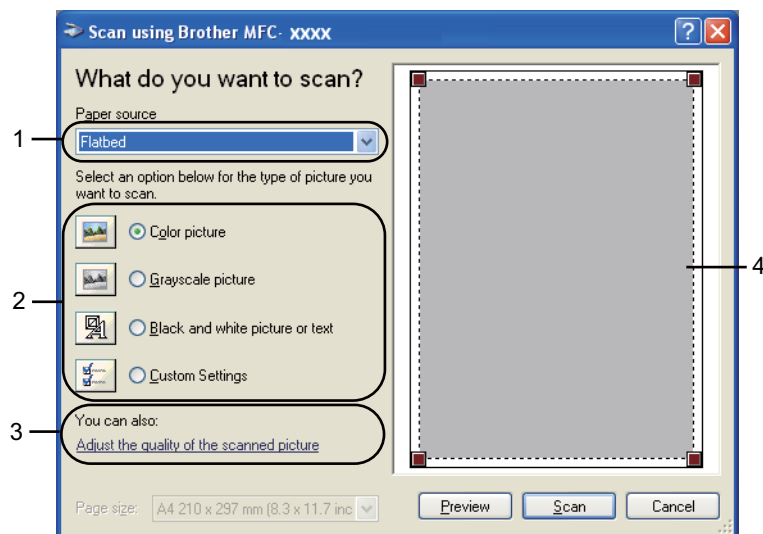 Scan using Brother MFC- XXXX
What do you want to scan?
Paper source
1
Flatbed
Select an option below for the type of picture you
want to scan.
Color picture
Grayscale picture
2
Black and white picture or text
Custom Settings
You can also:
3
Adjust the quality of the scanned picture
4
Page size: A4 210 x 297 mm (8.3 x 11.7 inc
Preview Scan Cancel